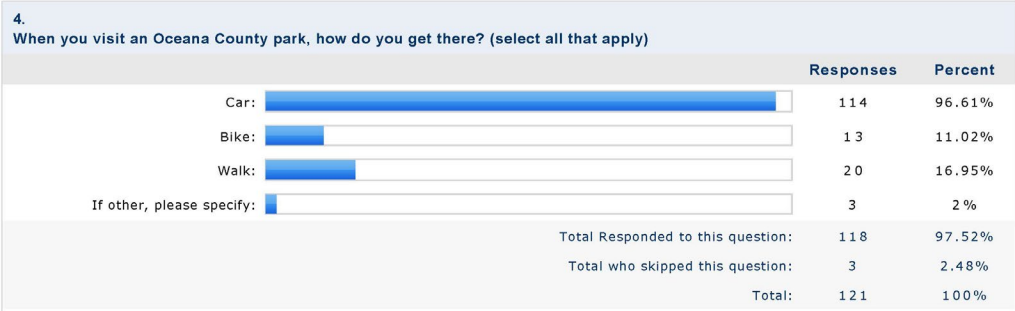 4.
When you visit an Oceana County park, how do you get there? (select all that apply)
Responses Percent
Car: 114 96.61%
Bike: 13 11.02%
Walk: 20 16.95%
If other, please specify: 3 2%
Total Responded to this question: 118 97.52%
Total who skipped this question: 3 2.48%
Total: 121 100%